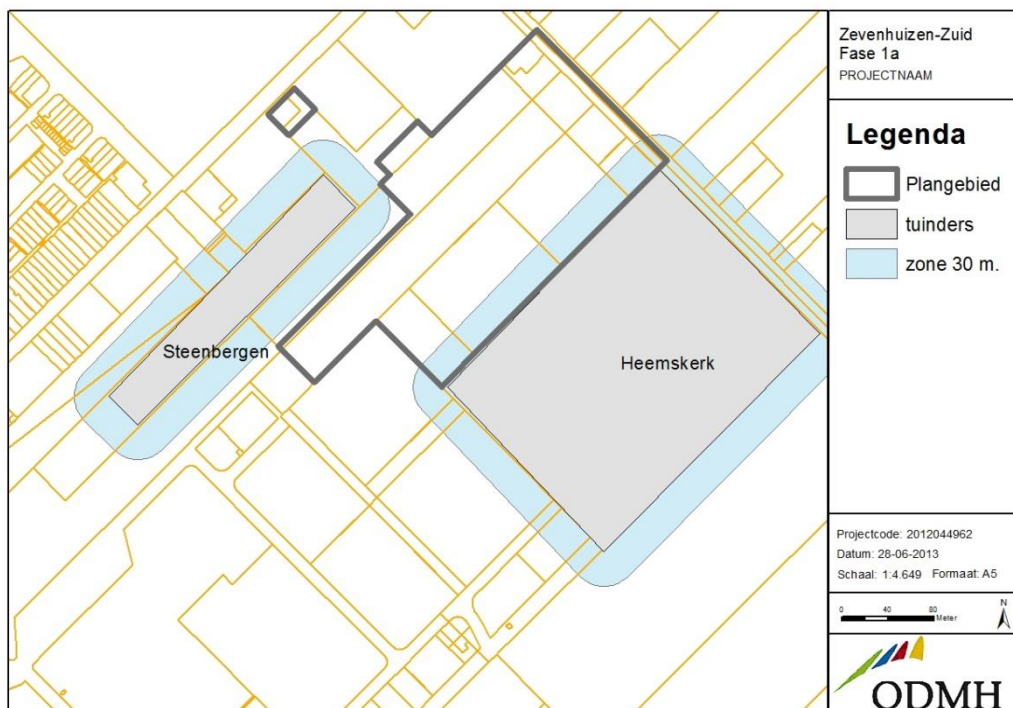 Steenbergen
Heemskerk
Zevenhuizen-Zuid
Fase 1a
PROJECTNAAM
Legenda
Plangebied
tuinders
zone 30 m.
Projectcode: 2012044962
Datum: 28-06-2013
Schaal: 1:4.649 Formaat: A5
0 40 80
Meter
N
ODMH